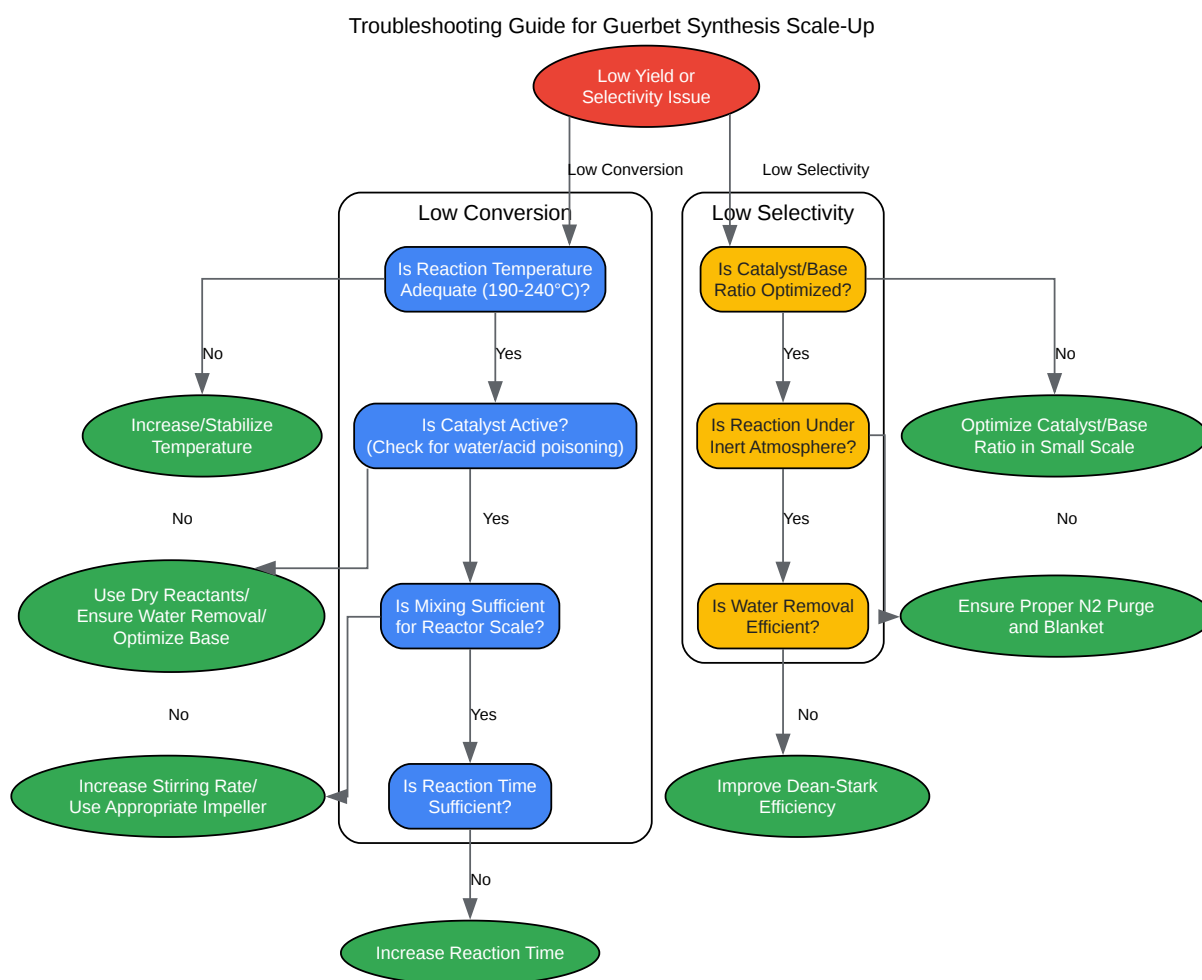 Troubleshooting Guide for Guerbet Synthesis Scale-Up
Low Yield or
Selectivity Issue
Low Conversion
Low Selectivity
Low Conversion
Low Selectivity
Is Reaction Temperature
Adequate (190-240°C)?
Is Catalyst/Base
Ratio Optimized?
No
Yes
Yes
No
Increase/Stabilize
Temperature
Is Catalyst Active?
(Check for water/acid poisoning)
Is Reaction Under
Inert Atmosphere?
Optimize Catalyst/Base
Ratio in Small Scale
No
Yes
Yes
No
Use Dry Reactants/
Ensure Water Removal/
Optimize Base
Is Mixing Sufficient
for Reactor Scale?
Is Water Removal
Efficient?
Ensure Proper N2 Purge
and Blanket
No
Yes
No
Increase Stirring Rate/
Use Appropriate Impeller
Is Reaction Time
Sufficient?
Improve Dean-Stark
Efficiency
No
Increase Reaction Time